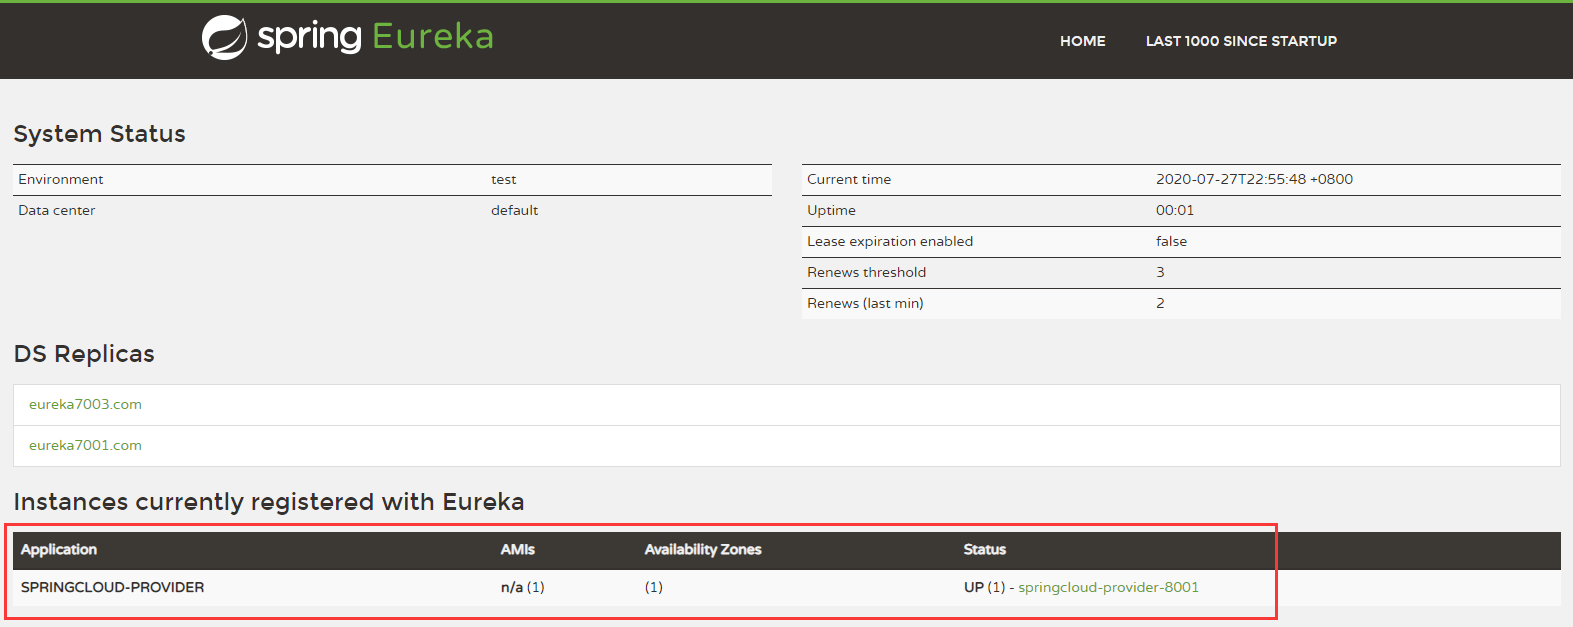 spring Eureka
HOME LAST 1000 SINCE STARTUP
System Status
Environment test
Data center default
Current time 2020-07-27T22:55:48 +0800
Uptime 00:01
Lease expiration enabled false
Renews threshold 3
Renews (last min) 2
DS Replicas
eureka7003.com
eureka7001.com
Instances currently registered with Eureka
Application AMIs Availability Zones Status
SPRINGCLOUD-PROVIDER n/a (1) (1) UP (1) - springcloud-provider-8001